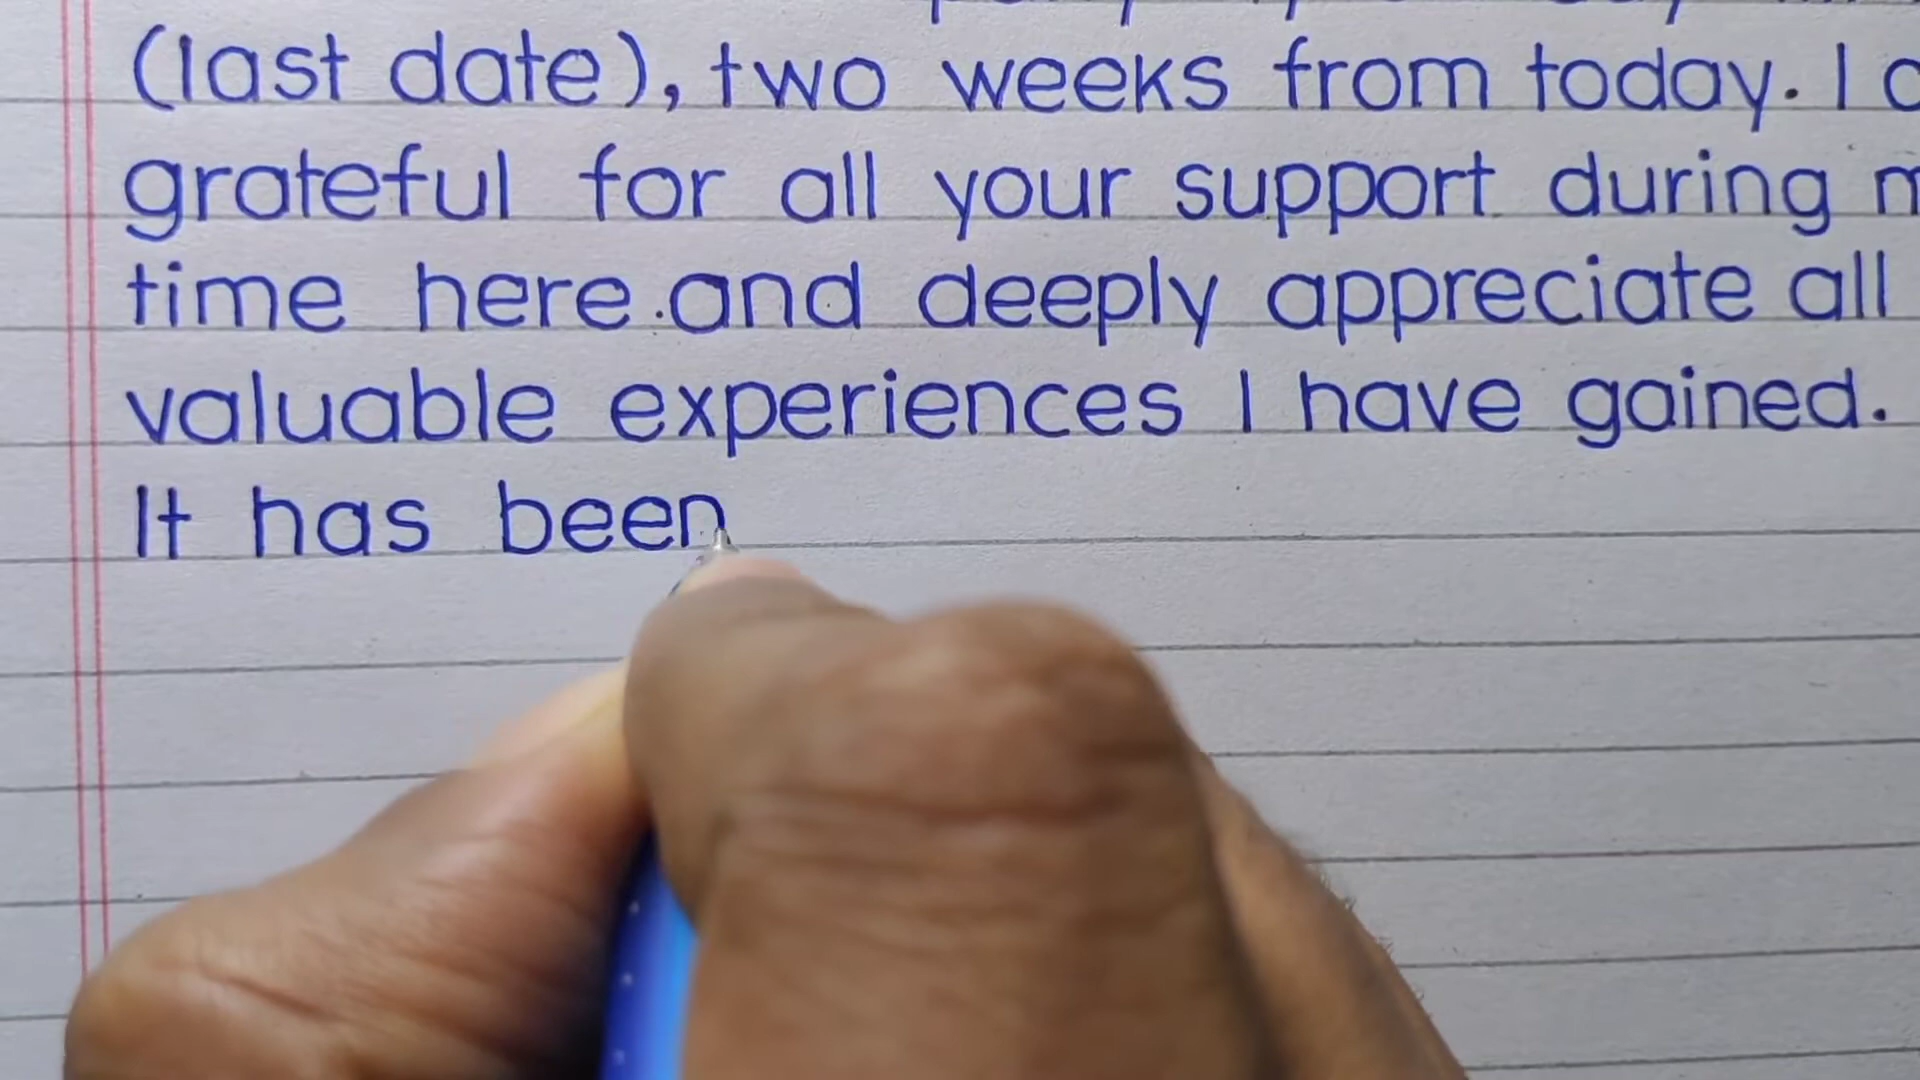 (last date), two weeks from today. I
grateful for all your support during
time here and deeply appreciate all
valuable experiences I have gained.
It has been